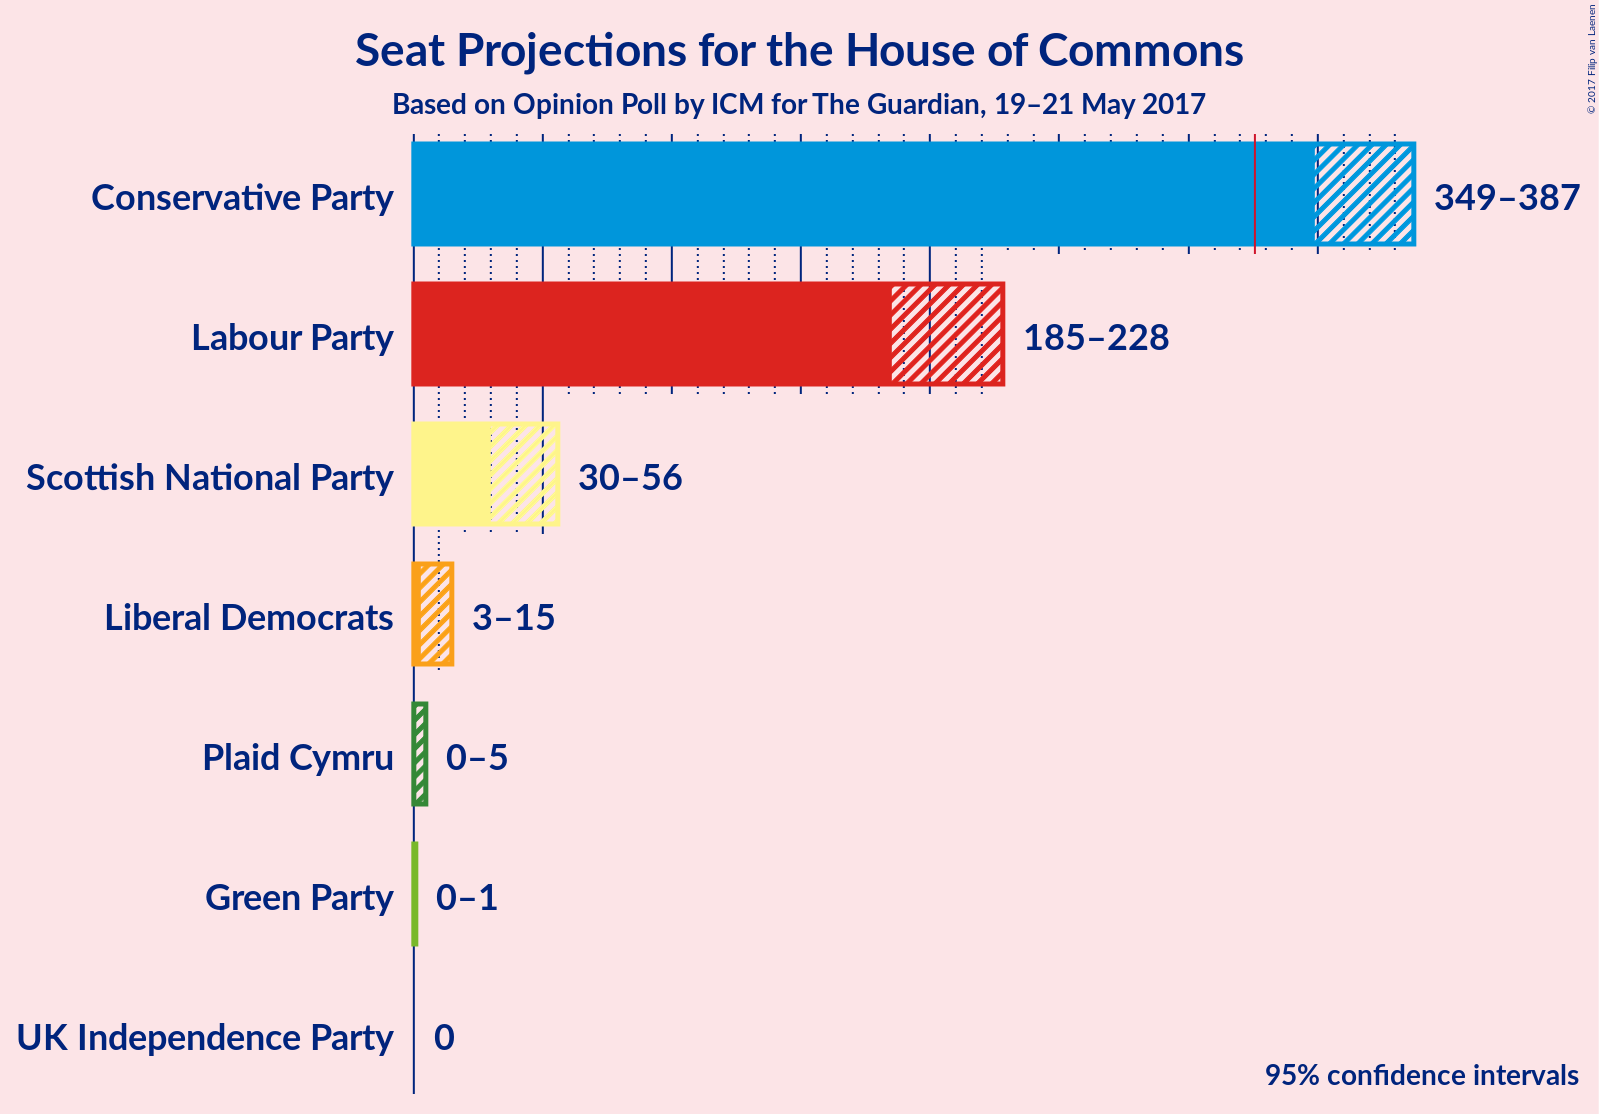 Seat Projections for the House of Commons
Based on Opinion Poll by ICM for The Guardian, 19–21 May 2017
© 2017 Filip van Laenen
Conservative Party 349–387
Labour Party 185–228
Scottish National Party 30–56
Liberal Democrats 3–15
Plaid Cymru 0–5
Green Party 0–1
UK Independence Party 0
95% confidence intervals